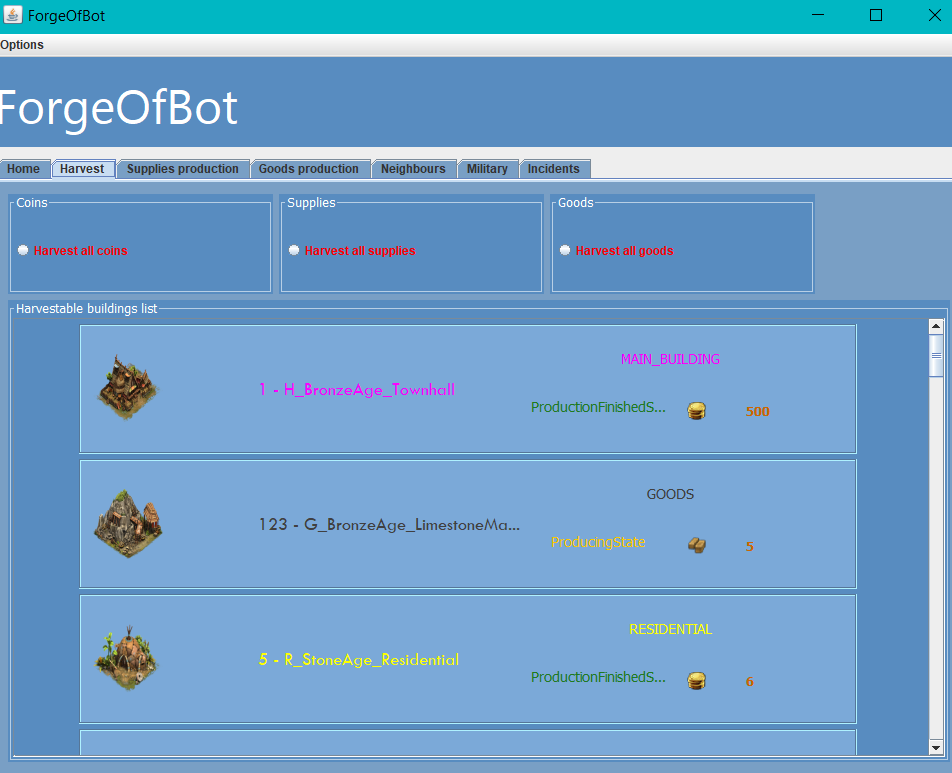 ForgeOfBot
Options
ForgeOfBot
Home Harvest Supplies production Goods production Neighbours Military Incidents
Coins Supplies Goods
Harvest all coins Harvest all supplies Harvest all goods
Harvestable buildings list
MAIN_BUILDING
1 - H_BronzeAge_Townhall
ProductionFinishedS... 500
GOODS
123 - G_BronzeAge_LimestoneMa...
ProducingState 5
RESIDENTIAL
5 - R_StoneAge_Residential
ProductionFinishedS... 6